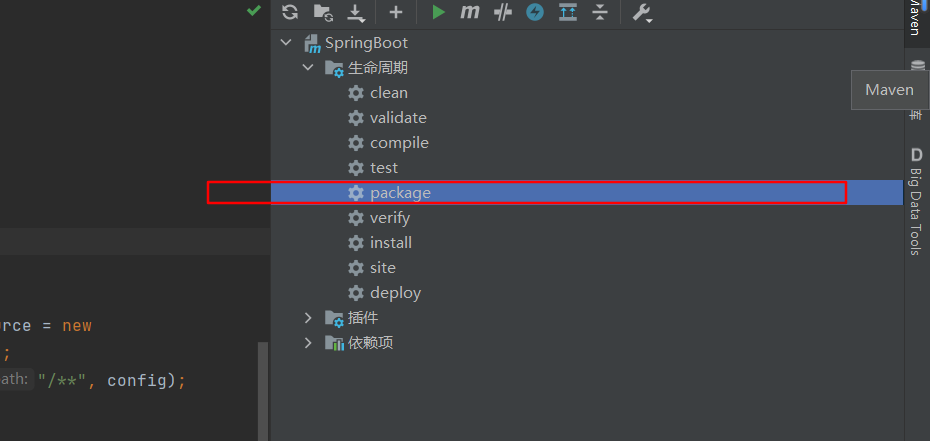 SpringBoot
生命周期
clean
validate
compile
test
package
verify
install
site
deploy
插件
依赖项
urce = new
;
ath: "/**", config);
Maven
Maven
库
D
Big Data Tools